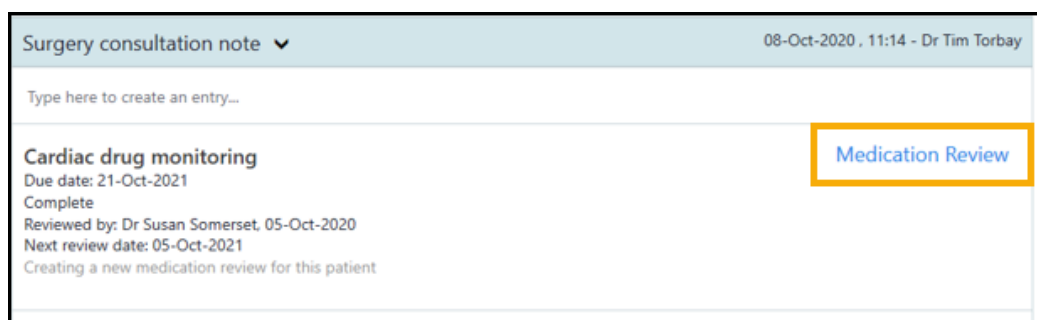 Surgery consultation note
08-Oct-2020 , 11:14 - Dr Tim Torbay
Type here to create an entry...
Cardiac drug monitoring
Medication Review
Due date: 21-Oct-2021
Complete
Reviewed by: Dr Susan Somerset, 05-Oct-2020
Next review date: 05-Oct-2021
Creating a new medication review for this patient